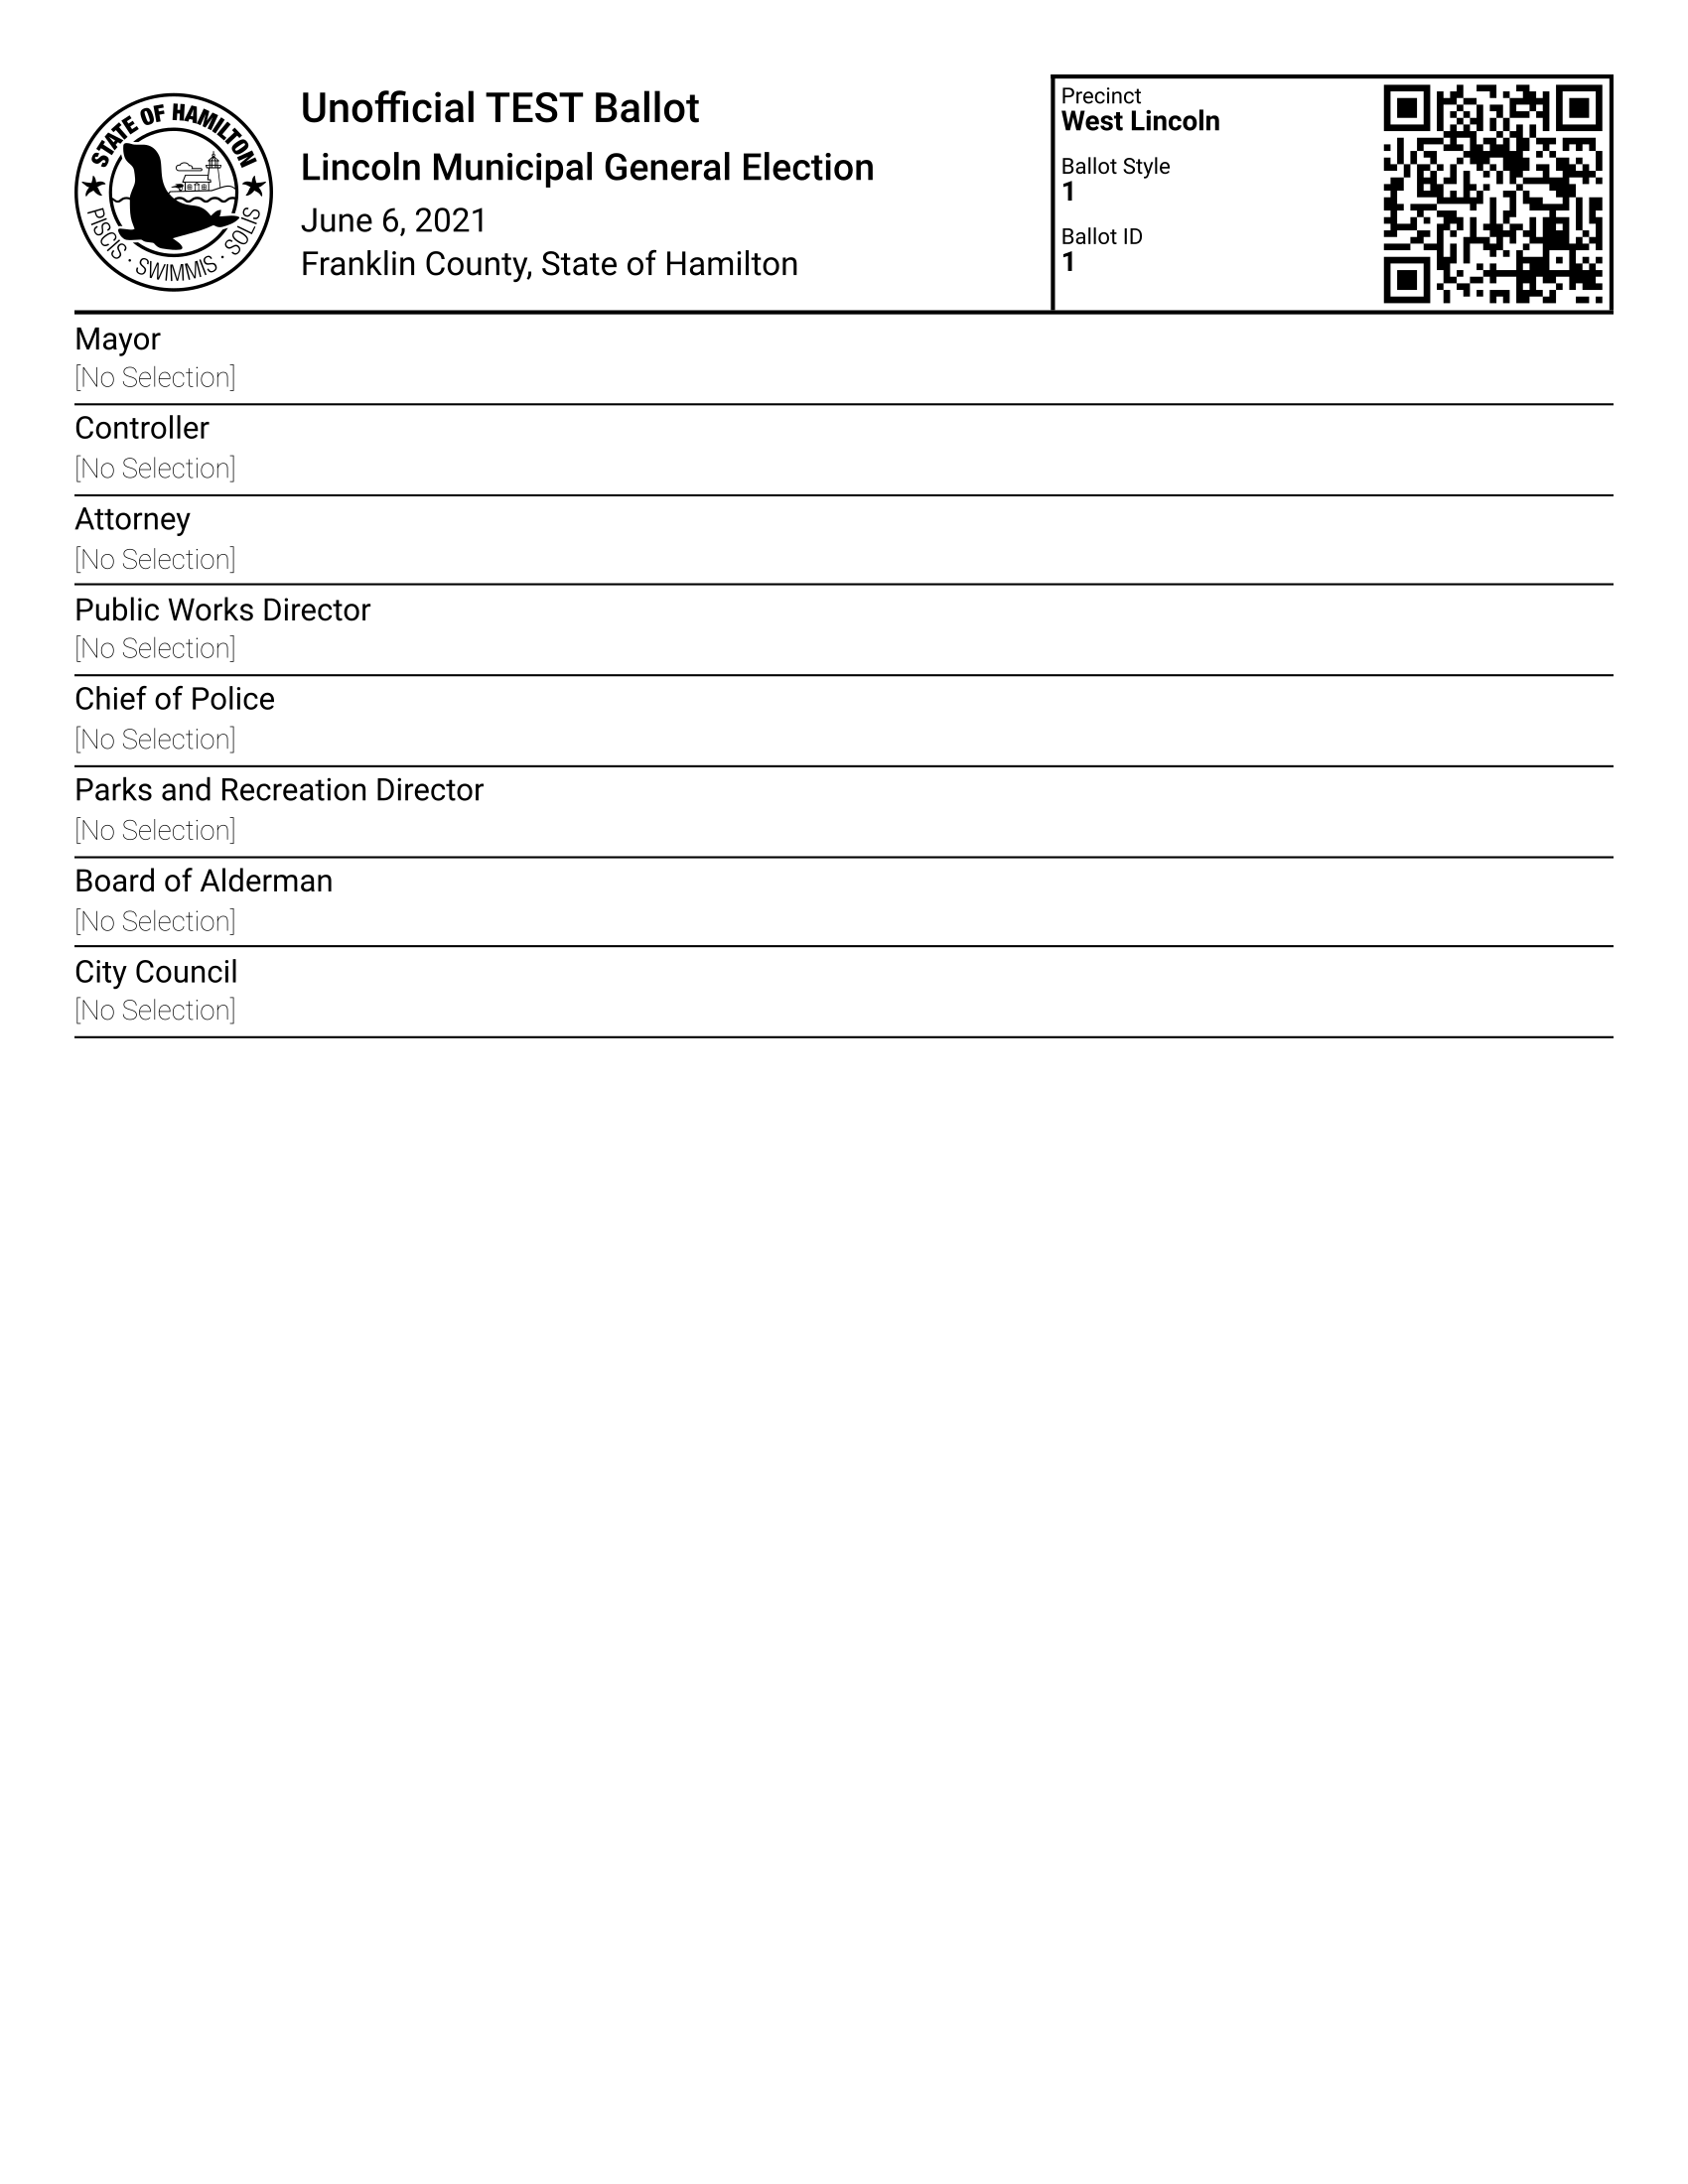 STATE OF HAMILTON
PISCIS · SWIMMIS · SOLIS
Unofficial TEST Ballot
Lincoln Municipal General Election
June 6, 2021
Franklin County, State of Hamilton
Precinct
West Lincoln
Ballot Style
1
Ballot ID
1
Mayor
[No Selection]
Controller
[No Selection]
Attorney
[No Selection]
Public Works Director
[No Selection]
Chief of Police
[No Selection]
Parks and Recreation Director
[No Selection]
Board of Alderman
[No Selection]
City Council
[No Selection]